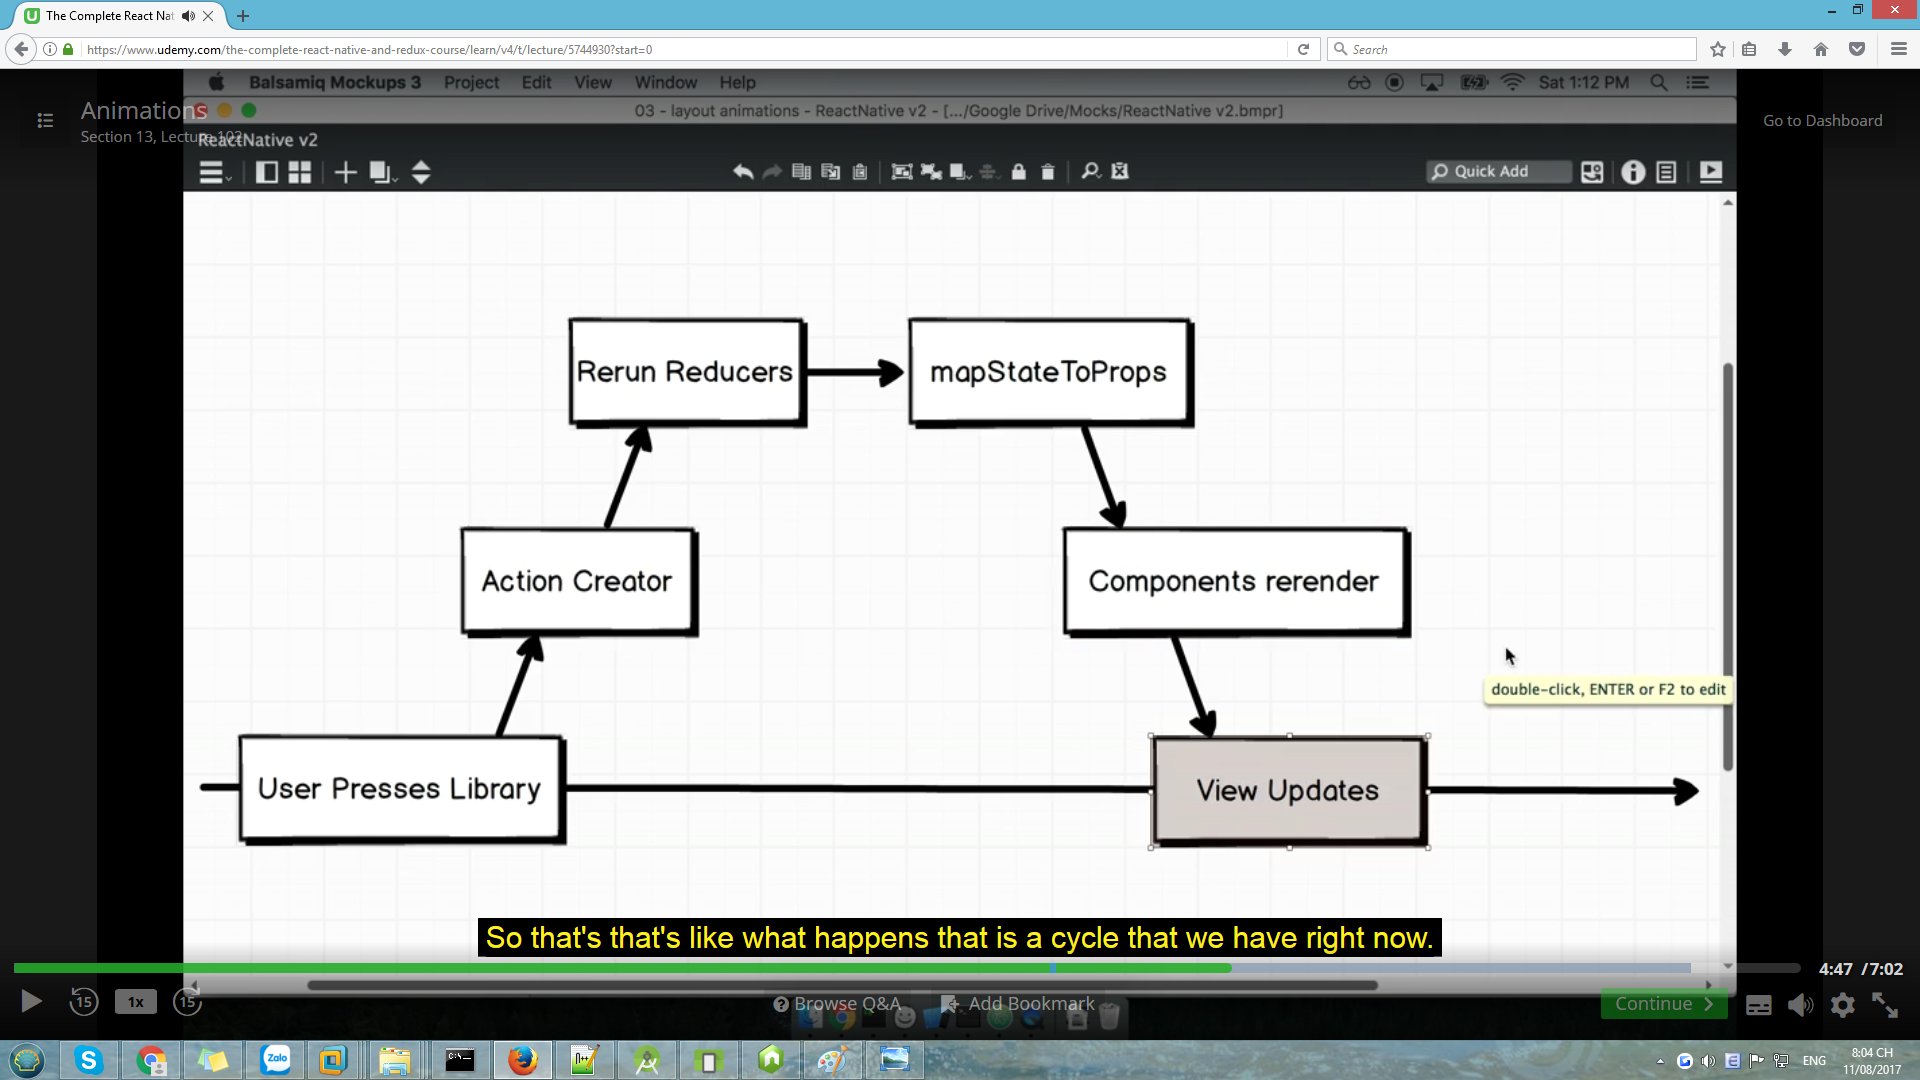 The Complete React Nat
https://www.udemy.com/the-complete-react-native-and-redux-course/learn/v4/t/lecture/5744930?start=0
Search
Balsamiq Mockups 3 Project Edit View Window Help
Sat 1:12 PM
Animations
03 - layout animations - ReactNative v2 - [.../Google Drive/Mocks/ReactNative v2.bmpr]
Go to Dashboard
Section 13, Lecture 102
ReactNative v2
Quick Add
Rerun Reducers
mapStateToProps
Action Creator
Components rerender
double-click, ENTER or F2 to edit
User Presses Library
View Updates
So that's that's like what happens that is a cycle that we have right now.
4:47 / 7:02
15
1x
15
Browse Q&A
Add Bookmark
Continue
Zalo
C:\_
ENG
8:04 CH
11/08/2017